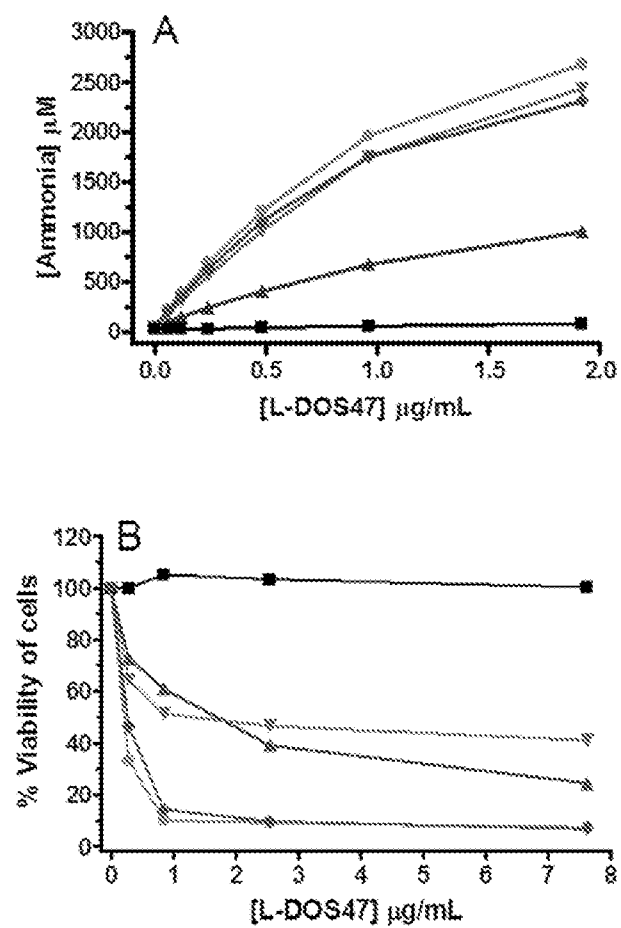 A
3000
2500
2000
1500
1000
500
0
[Ammonia] μM
0.0 0.5 1.0 1.5 2.0
[L-DOS47] μg/mL
B
120
100
80
60
40
20
0
% Viability of cells
0 1 2 3 4 5 6 7 8
[L-DOS47] μg/mL